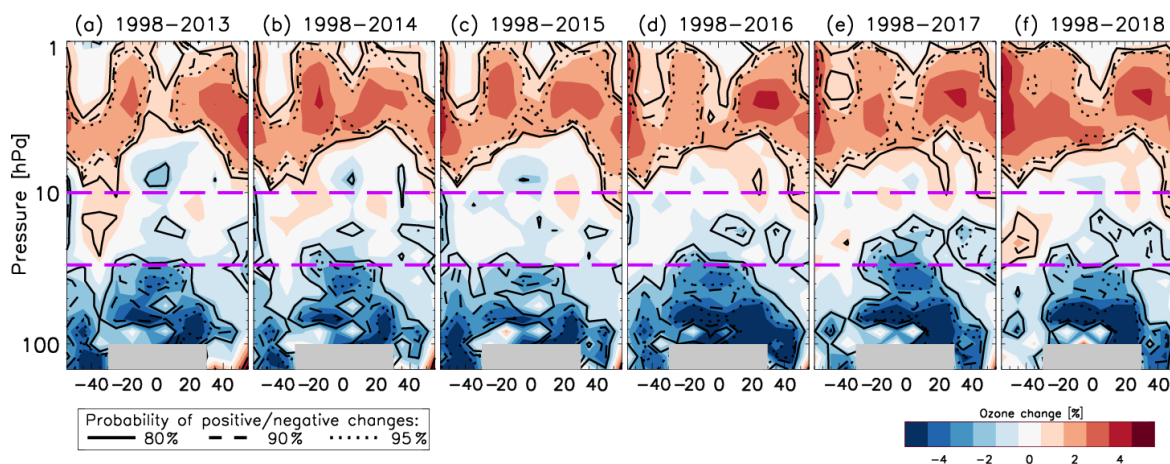 (a) 1998–2013 (b) 1998–2014 (c) 1998–2015 (d) 1998–2016 (e) 1998–2017 (f) 1998–2018
1
10
100
Pressure [hPa]
−40 −20 0 20 40 −40 −20 0 20 40 −40 −20 0 20 40 −40 −20 0 20 40 −40 −20 0 20 40 −40 −20 0 20 40
Probability of positive/negative changes:
80% 90% 95%
Ozone change [%]
−4 −2 0 2 4